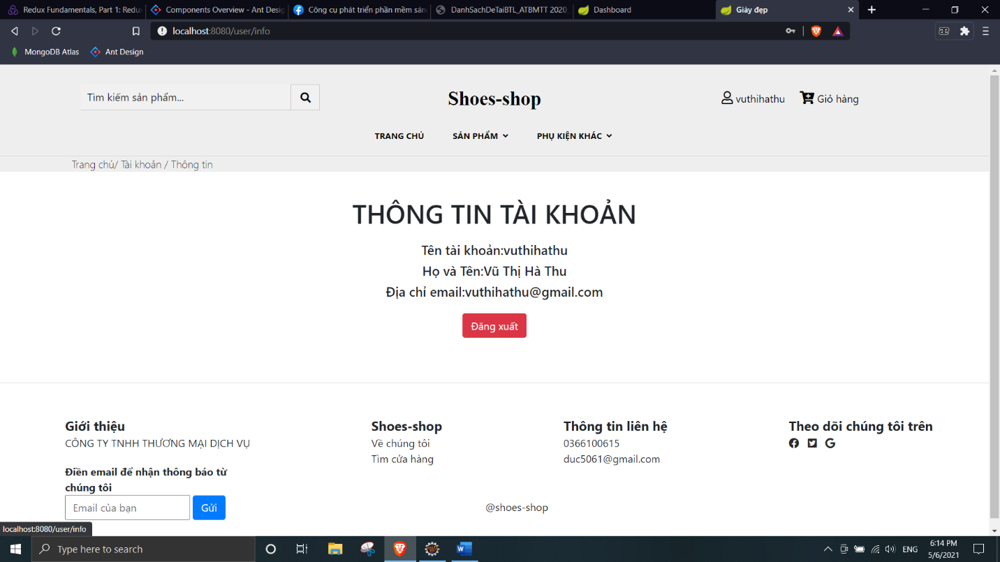 Redux Fundamentals, Part 1: Redux
Components Overview - Ant Desig
Công cụ phát triển phần mềm sán
DanhSachDeTaiBTL_ATBMTT 2020_
Dashboard
Giày đẹp
localhost:8080/user/info
MongoDB Atlas
Ant Design
Tìm kiếm sản phẩm...
Shoes-shop
vuthihathu
Giỏ hàng
TRANG CHỦ
SẢN PHẨM
PHỤ KIỆN KHÁC
Trang chủ/ Tài khoản / Thông tin
THÔNG TIN TÀI KHOẢN
Tên tài khoản:vuthihathu
Họ và Tên:Vũ Thị Hà Thu
Địa chỉ email:vuthihathu@gmail.com
Đăng xuất
Giới thiệu
CÔNG TY TNHH THƯƠNG MẠI DỊCH VỤ
Điền email để nhận thông báo từ
chúng tôi
Email của bạn
Gửi
Shoes-shop
Về chúng tôi
Tìm cửa hàng
Thông tin liên hệ
0366100615
duc5061@gmail.com
Theo dõi chúng tôi trên
@shoes-shop
localhost:8080/user/info
Type here to search
ENG
6:14 PM
5/6/2021